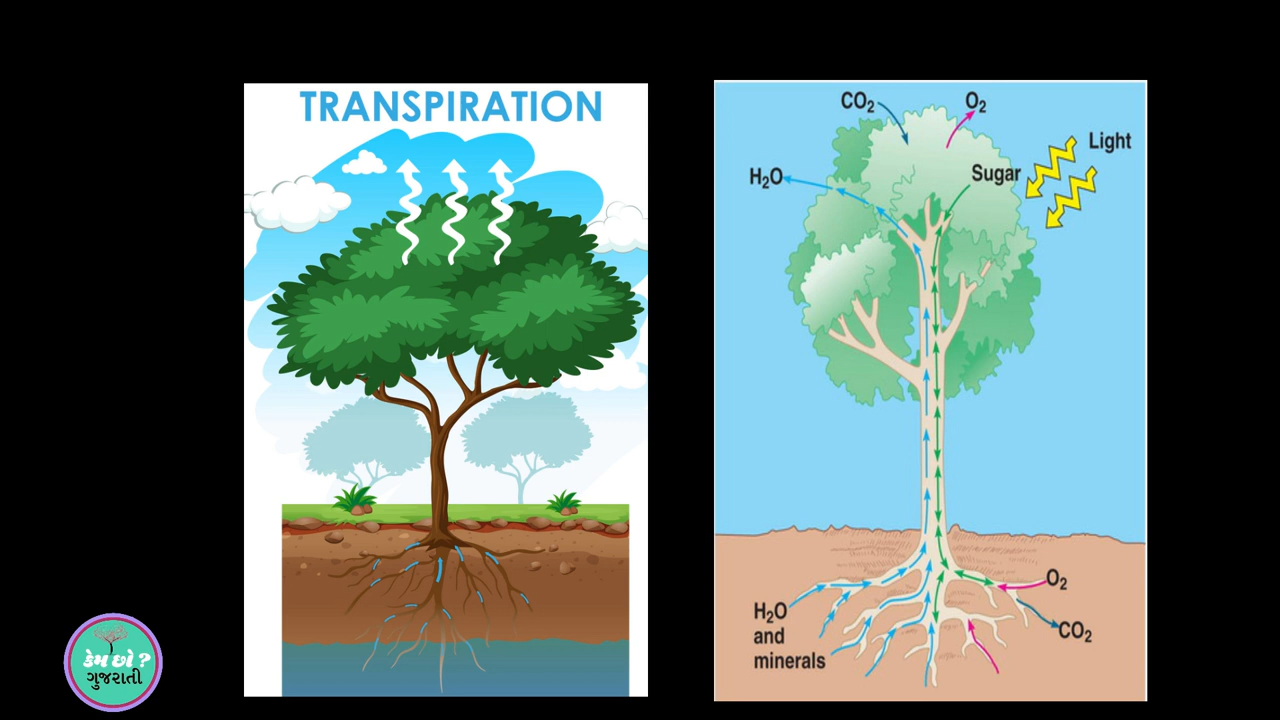 TRANSPIRATION
CO₂
O₂
Light
H₂O
Sugar
O₂
H₂O
and
minerals
CO₂
કેમ છો ?
ગુજરાતી